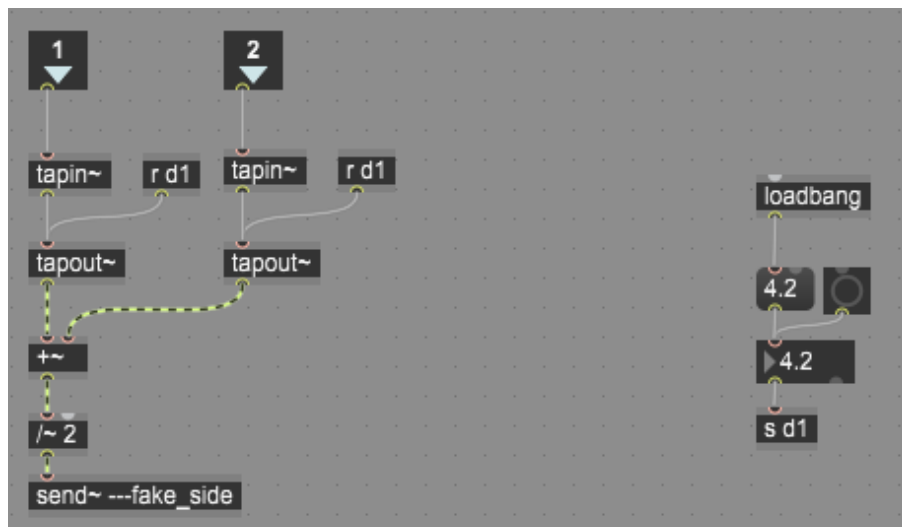 1
2
tapin~
r d1
tapin~
r d1
tapout~
tapout~
+~
/~ 2
send~ ---fake_side
loadbang
4.2
4.2
s d1